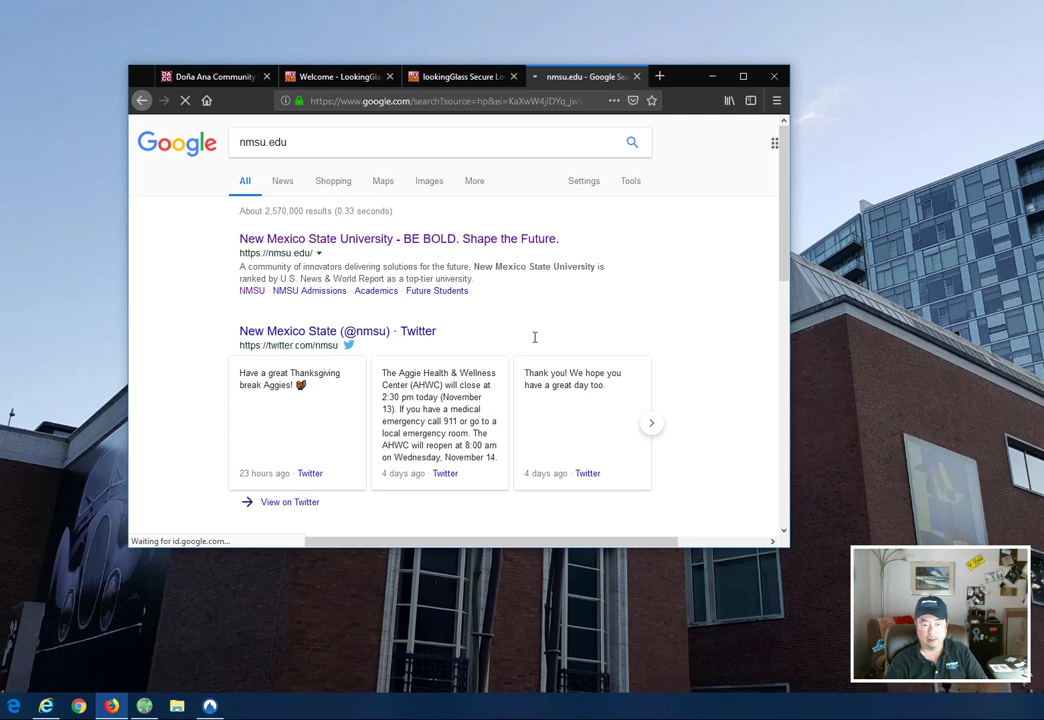 Doña Ana Community
Welcome - LookingGla
lookingGlass Secure Lo
nmsu.edu - Google Sea
https://www.google.com/search?source=hp&ei=KaXwW4jlDYq_jwS
Google
nmsu.edu
All News Shopping Maps Images More Settings Tools
About 2,570,000 results (0.33 seconds)
New Mexico State University - BE BOLD. Shape the Future.
https://nmsu.edu/
A community of innovators delivering solutions for the future, New Mexico State University is
ranked by U.S. News & World Report as a top-tier university.
NMSU · NMSU Admissions · Academics · Future Students
New Mexico State (@nmsu) · Twitter
https://twitter.com/nmsu
Have a great Thanksgiving
break Aggies!
23 hours ago · Twitter
The Aggie Health & Wellness
Center (AHWC) will close at
2:30 pm today (November
13). If you have a medical
emergency call 911 or go to a
local emergency room. The
AHWC will reopen at 8:00 am
on Wednesday, November 14.
4 days ago · Twitter
Thank you! We hope you
have a great day too.
4 days ago · Twitter
View on Twitter
Waiting for id.google.com...